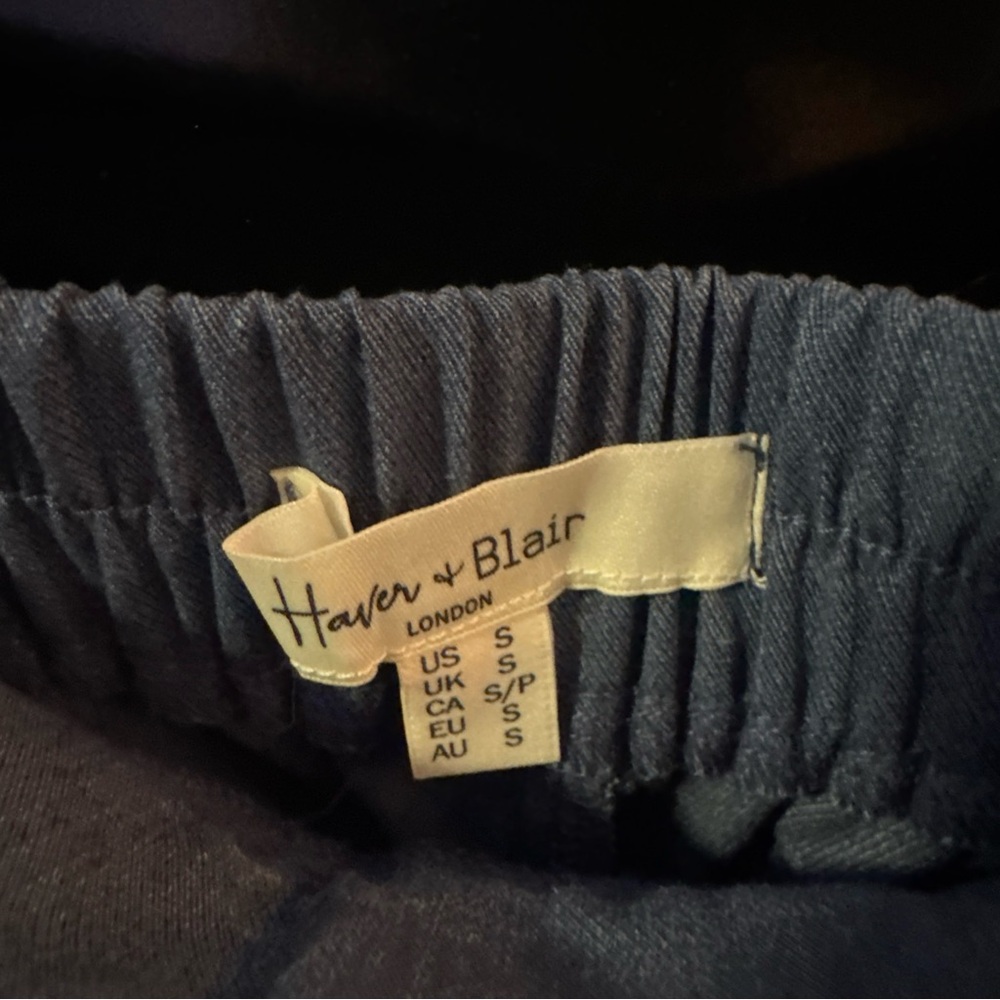 Haver & Blair
LONDON
US S
UK S
CA S/P
EU S
AU S